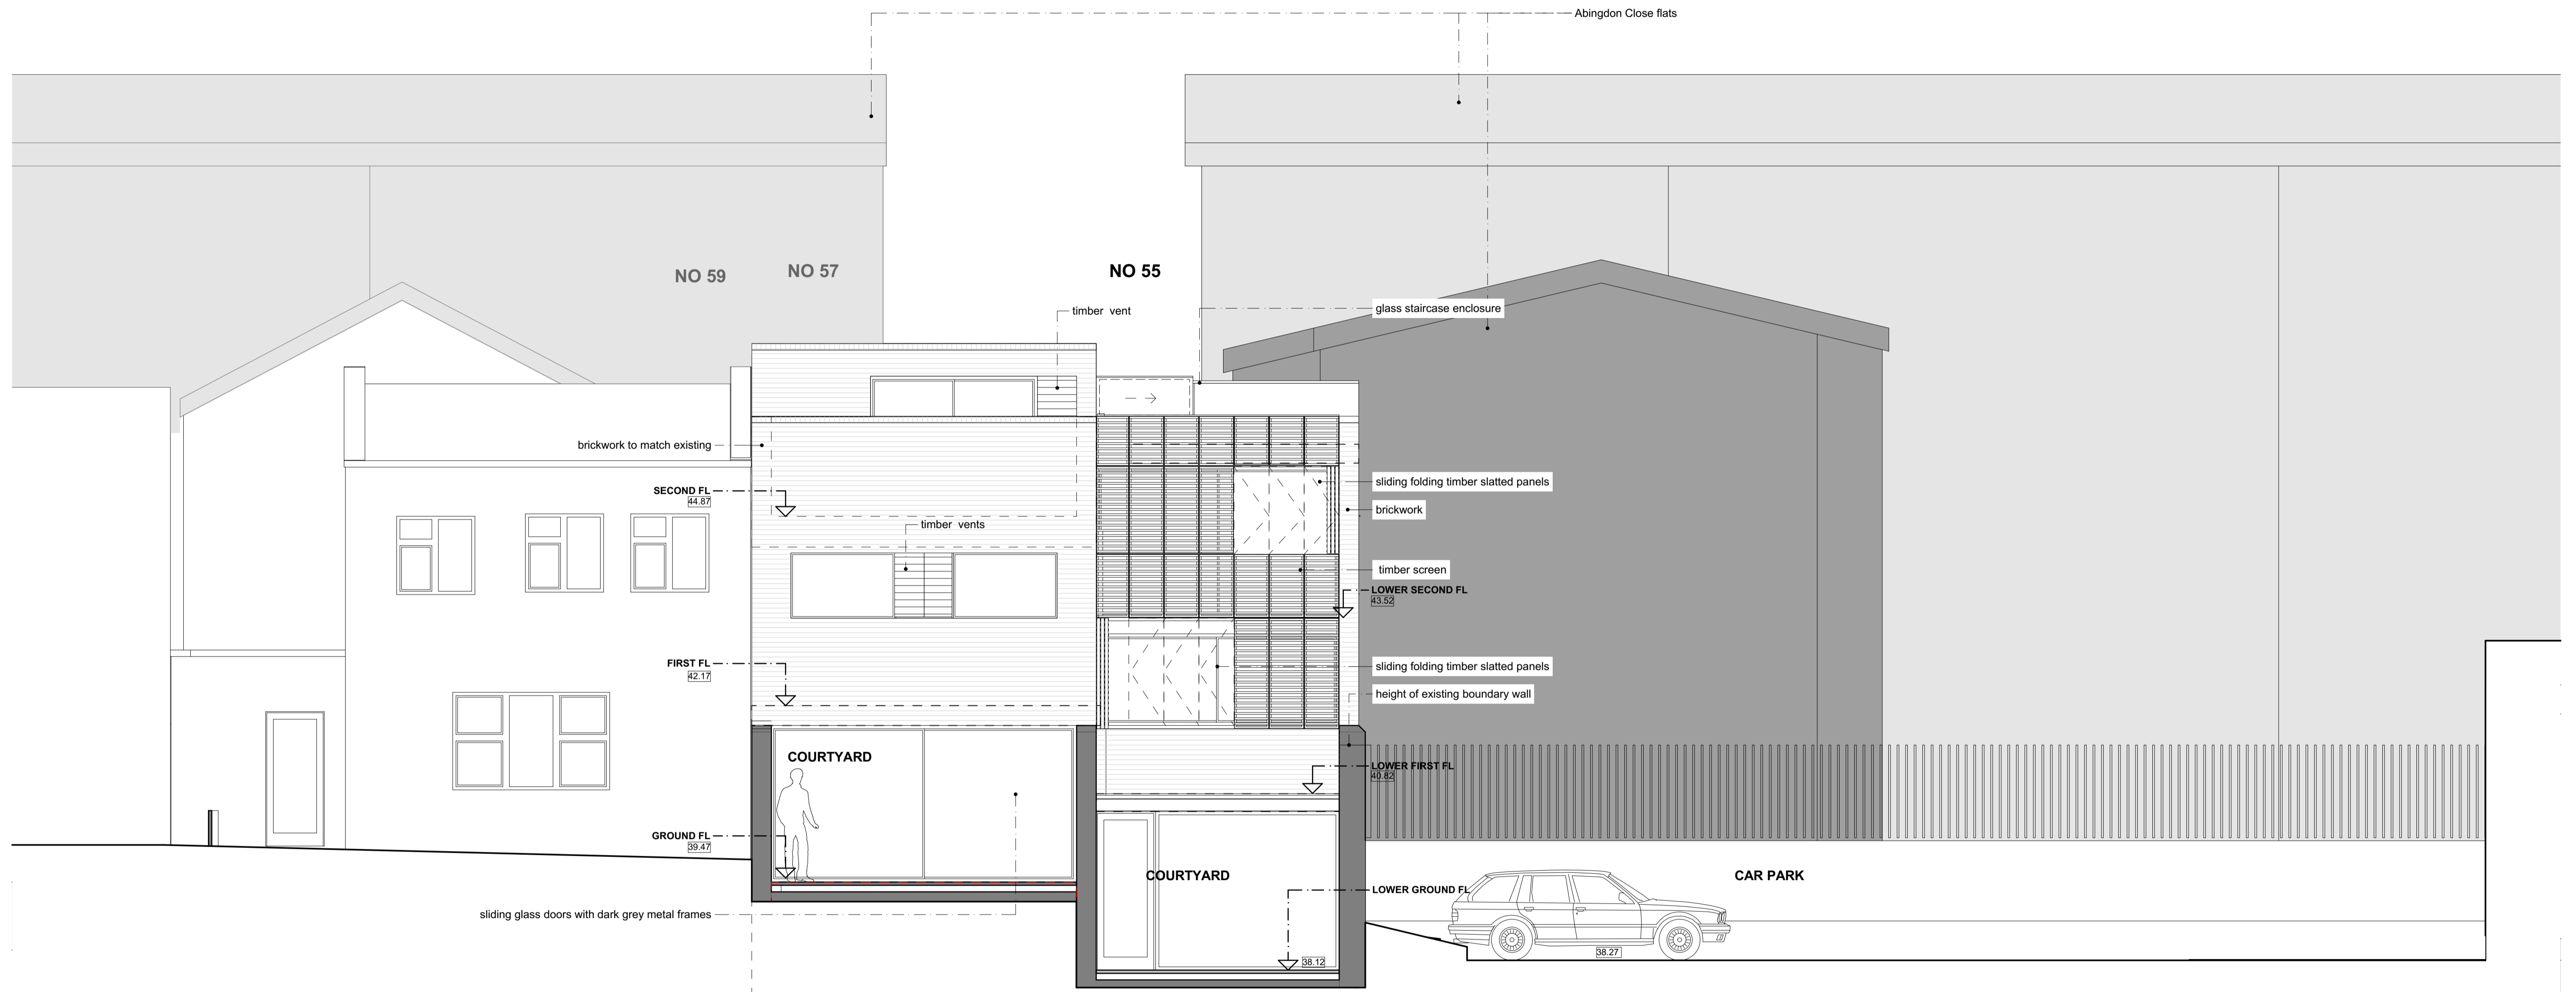 Abingdon Close flats
NO 59
NO 57
NO 55
timber vent
glass staircase enclosure
brickwork to match existing
sliding folding timber slatted panels
SECOND FL
44.87
brickwork
timber vents
timber screen
LOWER SECOND FL
43.52
FIRST FL
42.17
sliding folding timber slatted panels
height of existing boundary wall
COURTYARD
LOWER FIRST FL
40.82
GROUND FL
39.47
COURTYARD
CAR PARK
LOWER GROUND FL
sliding glass doors with dark grey metal frames
38.27
38.12